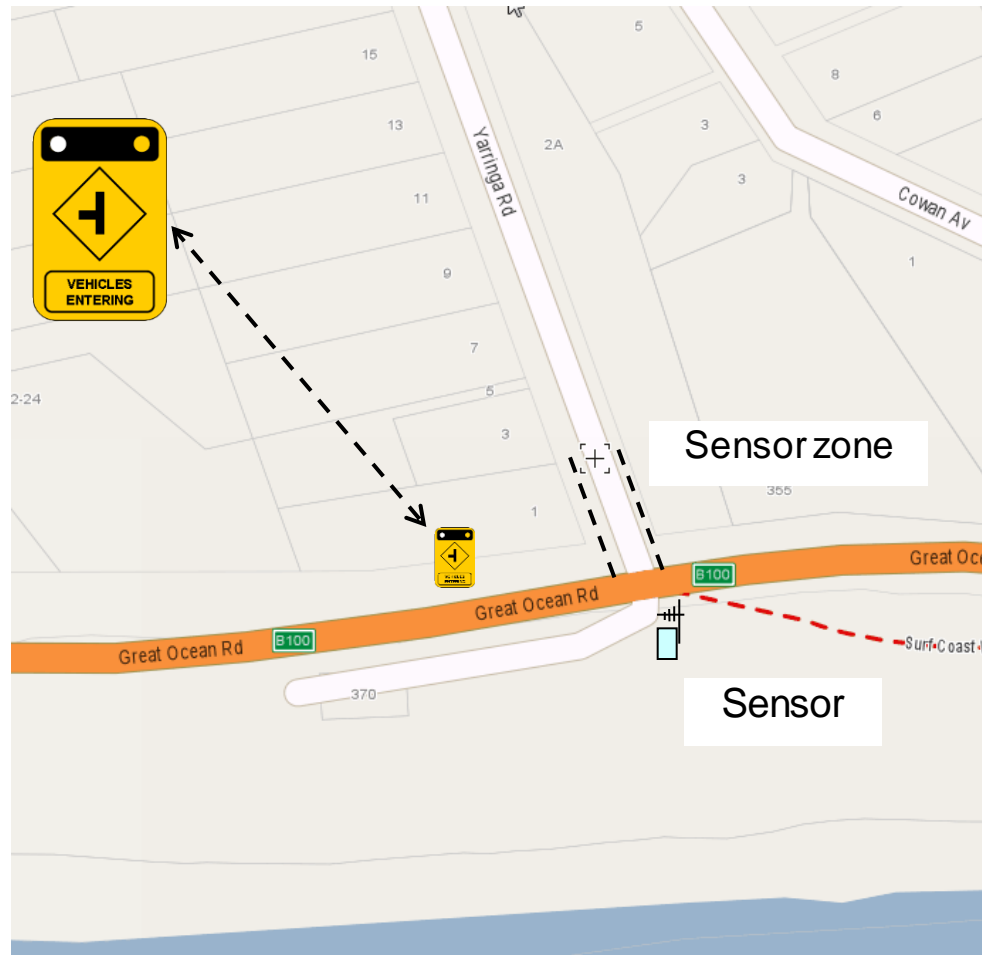 5
15
8
6
13
3
2A
Yarringa Rd
3
11
Cowan Av
VEHICLES
ENTERING
9
1
7
5
2-24
3
Sensor zone
355
1
B100
Great Oc
Great Ocean Rd
B100
Great Ocean Rd
Surf Coast
370
Sensor